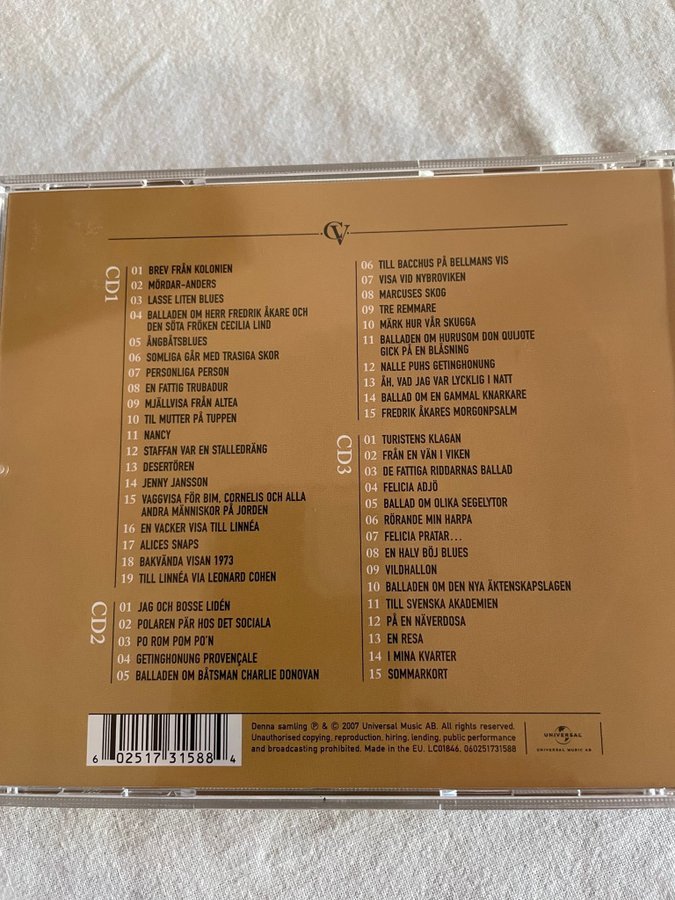 CV
CD1
01 BREV FRÅN KOLONIEN
02 MÖRDAR-ANDERS
03 LASSE LITEN BLUES
04 BALLADEN OM HERR FREDRIK ÅKARE OCH
DEN SÖTA FRÖKEN CECILIA LIND
05 ÅNGBÅTSBLUES
06 SOMLIGA GÅR MED TRASIGA SKOR
07 PERSONLIGA PERSON
08 EN FATTIG TRUBADUR
09 MJÄLLVISA FRÅN ALTEA
10 TIL MUTTER PÅ TUPPEN
11 NANCY
12 STAFFAN VAR EN STALLEDRÄNG
13 DESERTÖREN
14 JENNY JANSSON
15 VAGGVISA FÖR BIM, CORNELIS OCH ALLA
ANDRA MÄNNISKOR PÅ JORDEN
16 EN VACKER VISA TILL LINNÉA
17 ALICES SNAPS
18 BAKVÄNDA VISAN 1973
19 TILL LINNÉA VIA LEONARD COHEN
CD2
01 JAG OCH BOSSE LIDÉN
02 POLAREN PÄR HOS DET SOCIALA
03 PO ROM POM PO'N
04 GETINGHONUNG PROVENÇALE
05 BALLADEN OM BÅTSMAN CHARLIE DONOVAN
06 TILL BACCHUS PÅ BELLMANS VIS
07 VISA VID NYBROVIKEN
08 MARCUSES SKOG
09 TRE REMMARE
10 MÄRK HUR VÅR SKUGGA
11 BALLADEN OM HURUSOM DON QUIJOTE
GICK PÅ EN BLÅSNING
12 NALLE PUHS GETINGHONUNG
13 ÅH, VAD JAG VAR LYCKLIG I NATT
14 BALLAD OM EN GAMMAL KNARKARE
15 FREDRIK ÅKARES MORGONPSALM
CD3
01 TURISTENS KLAGAN
02 FRÅN EN VÄN I VIKEN
03 DE FATTIGA RIDDARNAS BALLAD
04 FELICIA ADJÖ
05 BALLAD OM OLIKA SEGELYTOR
06 RÖRANDE MIN HARPA
07 FELICIA PRATAR...
08 EN HALV BÖJ BLUES
09 VILDHALLON
10 BALLADEN OM DEN NYA ÄKTENSKAPSLAGEN
11 TILL SVENSKA AKADEMIEN
12 PÅ EN NÄVERDOSA
13 EN RESA
14 I MINA KVARTER
15 SOMMARKORT
6 02517 31588 4
Denna samling ℗ & © 2007 Universal Music AB. All rights reserved.
Unauthorised copying, reproduction, hiring, lending, public performance
and broadcasting prohibited. Made in the EU. LC01846. 060251731588
UNIVERSAL
UNIVERSAL MUSIC AB